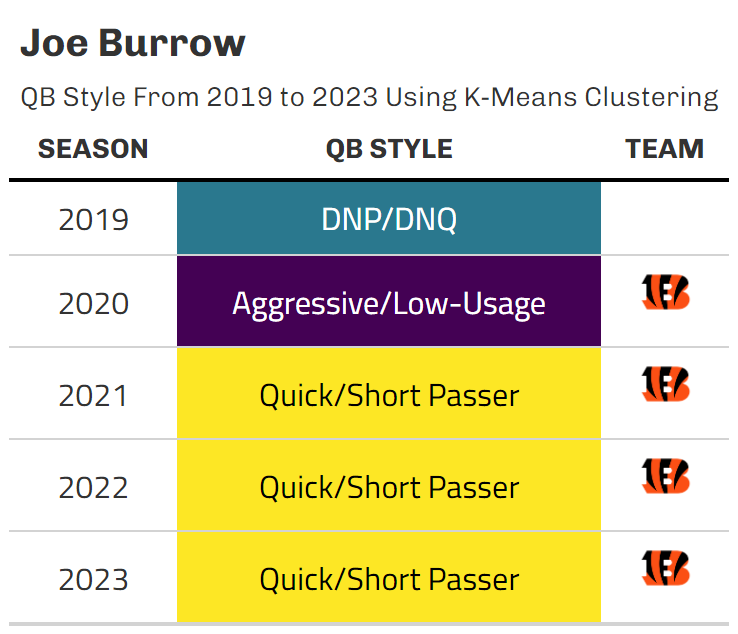 Joe Burrow
QB Style From 2019 to 2023 Using K-Means Clustering
SEASON QB STYLE TEAM
2019 DNP/DNQ
2020 Aggressive/Low-Usage
2021 Quick/Short Passer
2022 Quick/Short Passer
2023 Quick/Short Passer